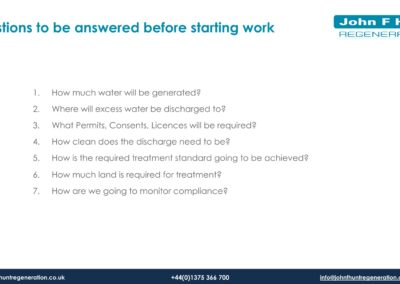 stions to be answered before starting work
John F H
REGENERAT
1. How much water will be generated?
2. Where will excess water be discharged to?
3. What Permits, Consents, Licences will be required?
4. How clean does the discharge need to be?
5. How is the required treatment standard going to be achieved?
6. How much land is required for treatment?
7. How are we going to monitor compliance?
huntregeneration.co.uk
+44(0)1375 366 700
info@johnfhuntregenerati